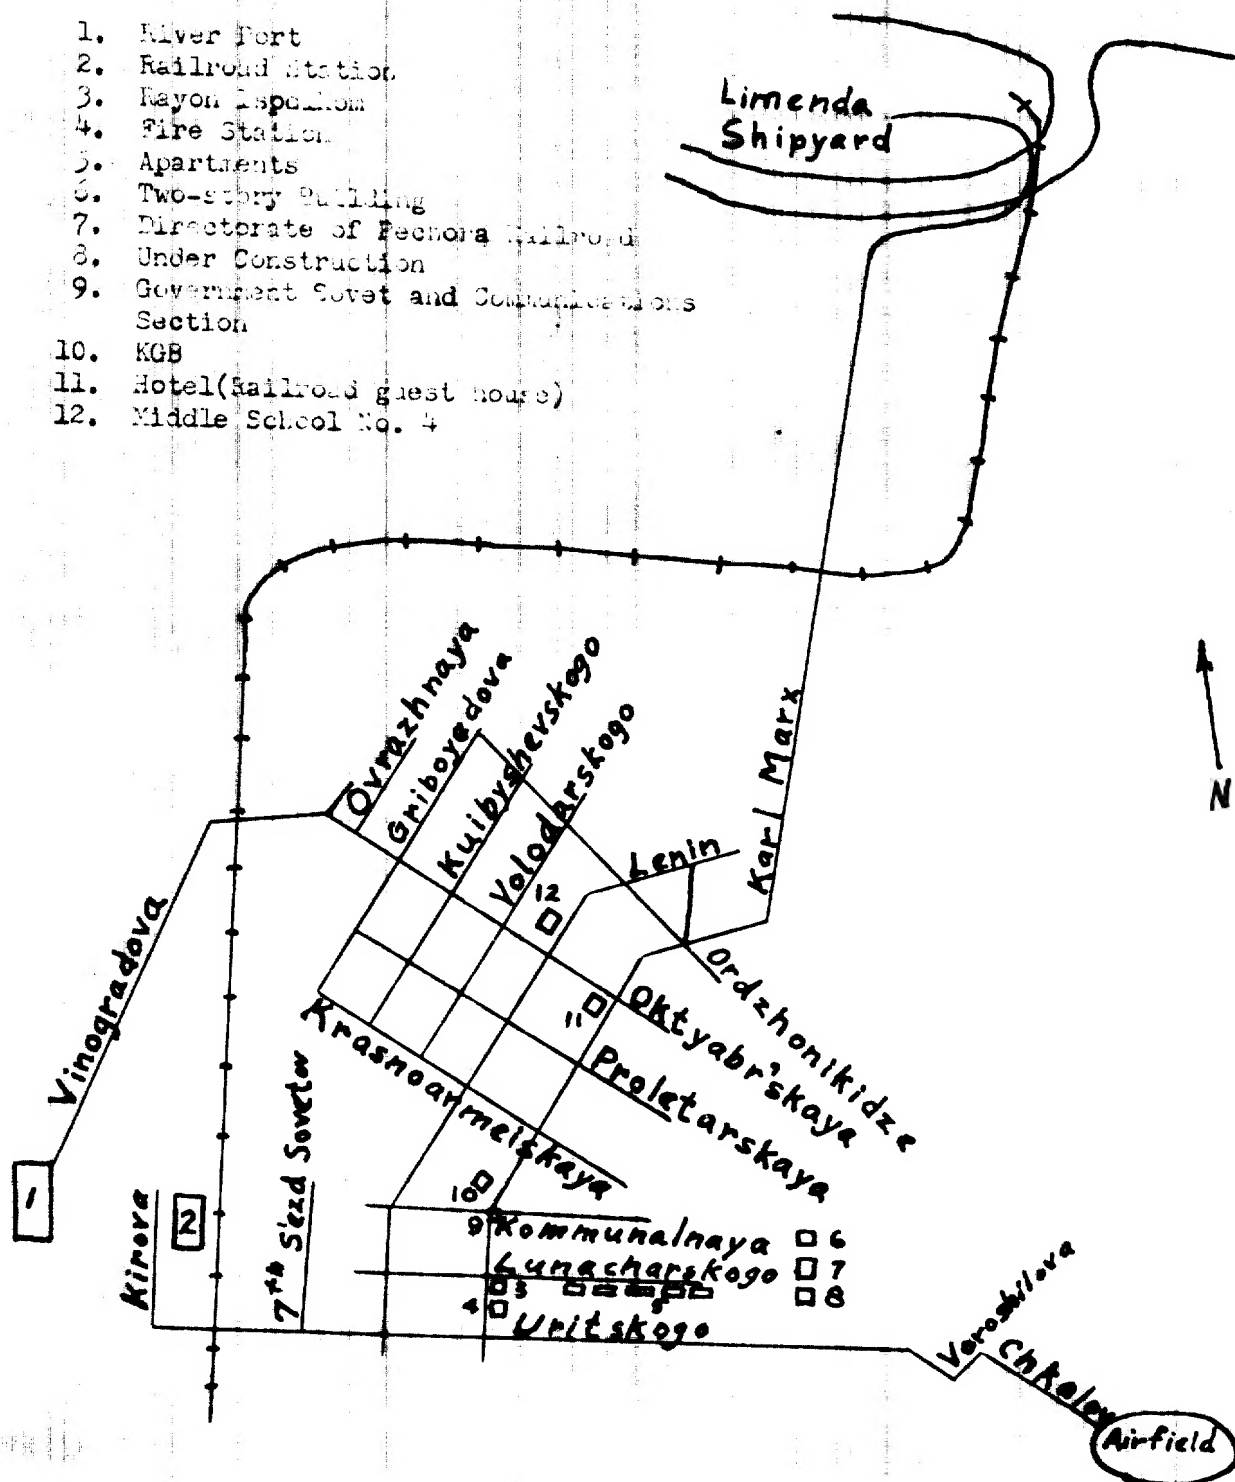 1. River Port
2. Railroad Station
3. Rayon Ispolkom
4. Fire Station
5. Apartments
6. Two-story Building
7. Directorate of Pechora Railroad
8. Under Construction
9. Government Sovet and Communications
Section
10. KGB
11. Hotel(Railroad guest house)
12. Middle School No. 4
Limenda
Shipyard
Ovrazhnaya
Griboyedova
Kuibyshevskogo
Volodarskogo
Karl Marx
N
Lenin
12
Vinogradova
Ordzhonikidze
Oktyabr'skaya
11
Proletarskaya
Krasnoarmeiskaya
7th S'ezd Sovetov
1
Kirova
2
10
9
Kommunalnaya
6
Lunacharskogo
7
3
5
8
4
Uritskogo
Voroshilova
Chkalov
Airfield